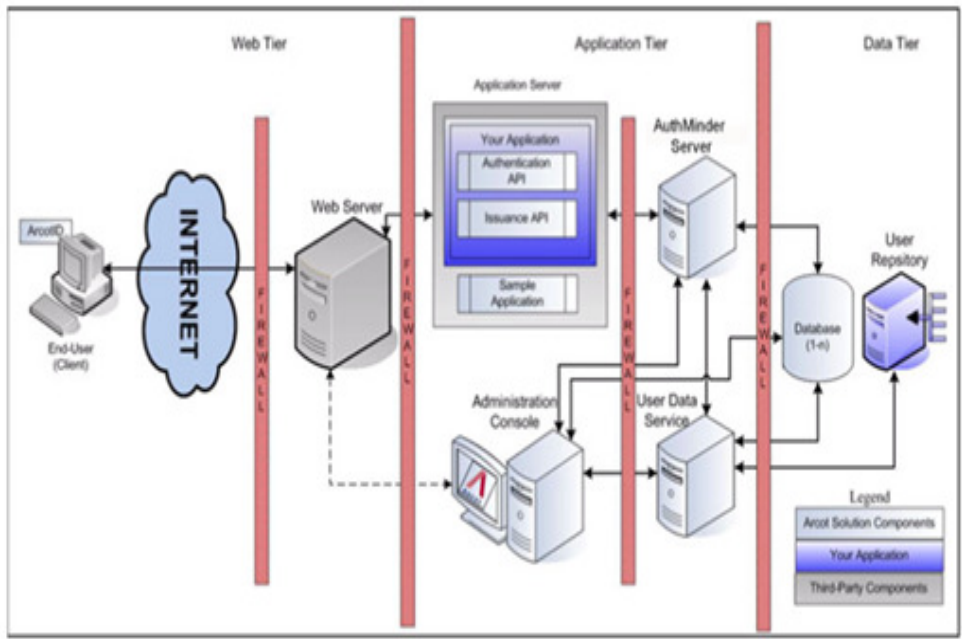 Web Tier
Application Tier
Data Tier
Application Server
Your Application
Authentication
API
Issuance API
Sample
Application
AuthMinder
Server
Web Server
ArcotID
INTERNET
End-User
(Client)
FIREWALL
FIREWALL
FIREWALL
FIREWALL
User
Repsitory
Database
(1-n)
Administration
Console
User Data
Service
Legend
Arcot Solution Components
Your Application
Third-Party Components